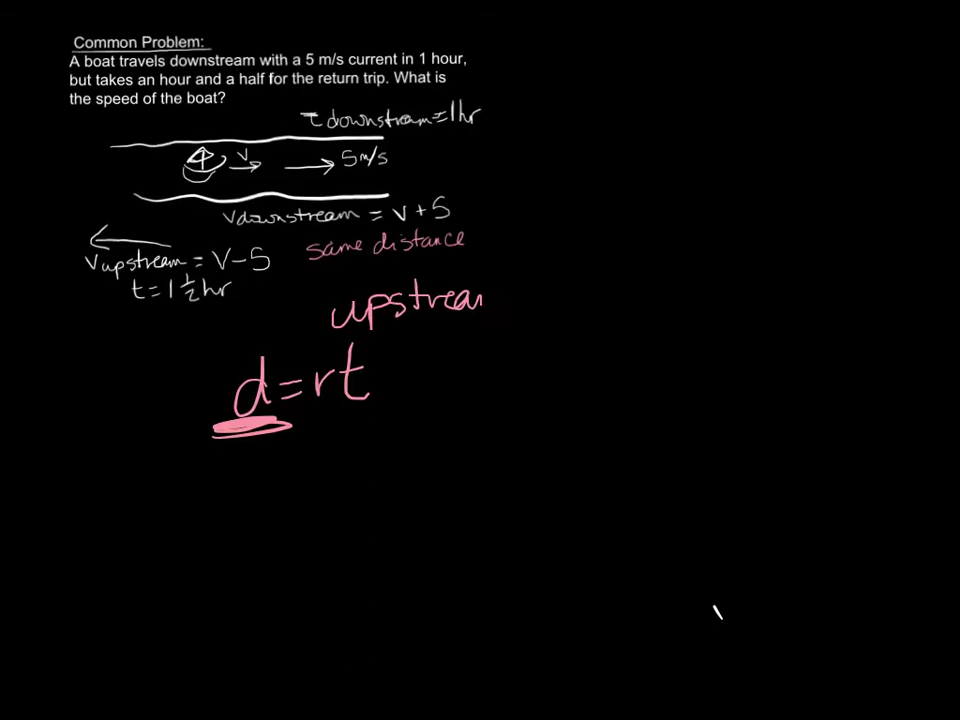 Common Problem:
A boat travels downstream with a 5 m/s current in 1 hour,
but takes an hour and a half for the return trip. What is
the speed of the boat?
t downstream = 1hr
v
5 m/s
Vdownstream = v + 5
same distance
Vupstream = V - 5
t = 1 1/2 hr
upstream
d = rt